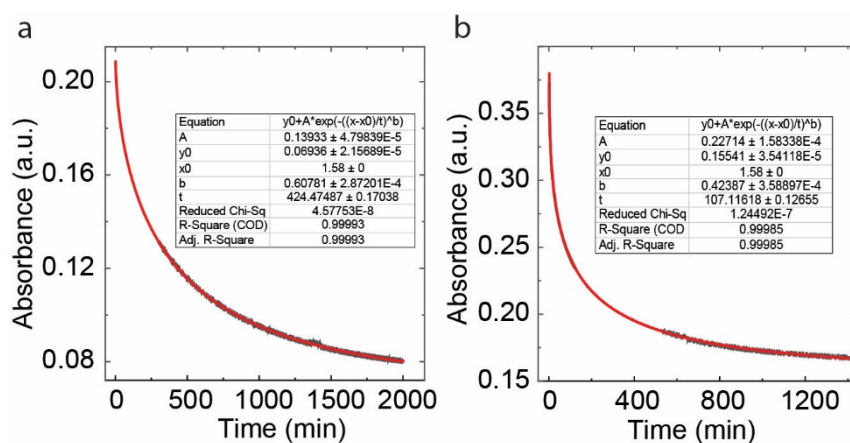 a
Absorbance (a.u.)
0.20
0.16
0.12
0.08
Equation y0+A*exp(-((x-x0)/t)^b)
A 0.13933 ± 4.79839E-5
y0 0.06936 ± 2.15689E-5
x0 1.58 ± 0
b 0.60781 ± 2.87201E-4
t 424.47487 ± 0.17038
Reduced Chi-Sq 4.57753E-8
R-Square (COD) 0.99993
Adj. R-Square 0.99993
0 500 1000 1500 2000
Time (min)
b
Absorbance (a.u.)
0.35
0.30
0.25
0.20
0.15
Equation y0+A*exp(-((x-x0)/t)^b)
A 0.22714 ± 1.58338E-4
y0 0.15541 ± 3.54118E-5
x0 1.58 ± 0
b 0.42387 ± 3.58897E-4
t 107.11618 ± 0.12655
Reduced Chi-Sq 1.24492E-7
R-Square (COD 0.99985
Adj. R-Square 0.99985
0 400 800 1200
Time (min)